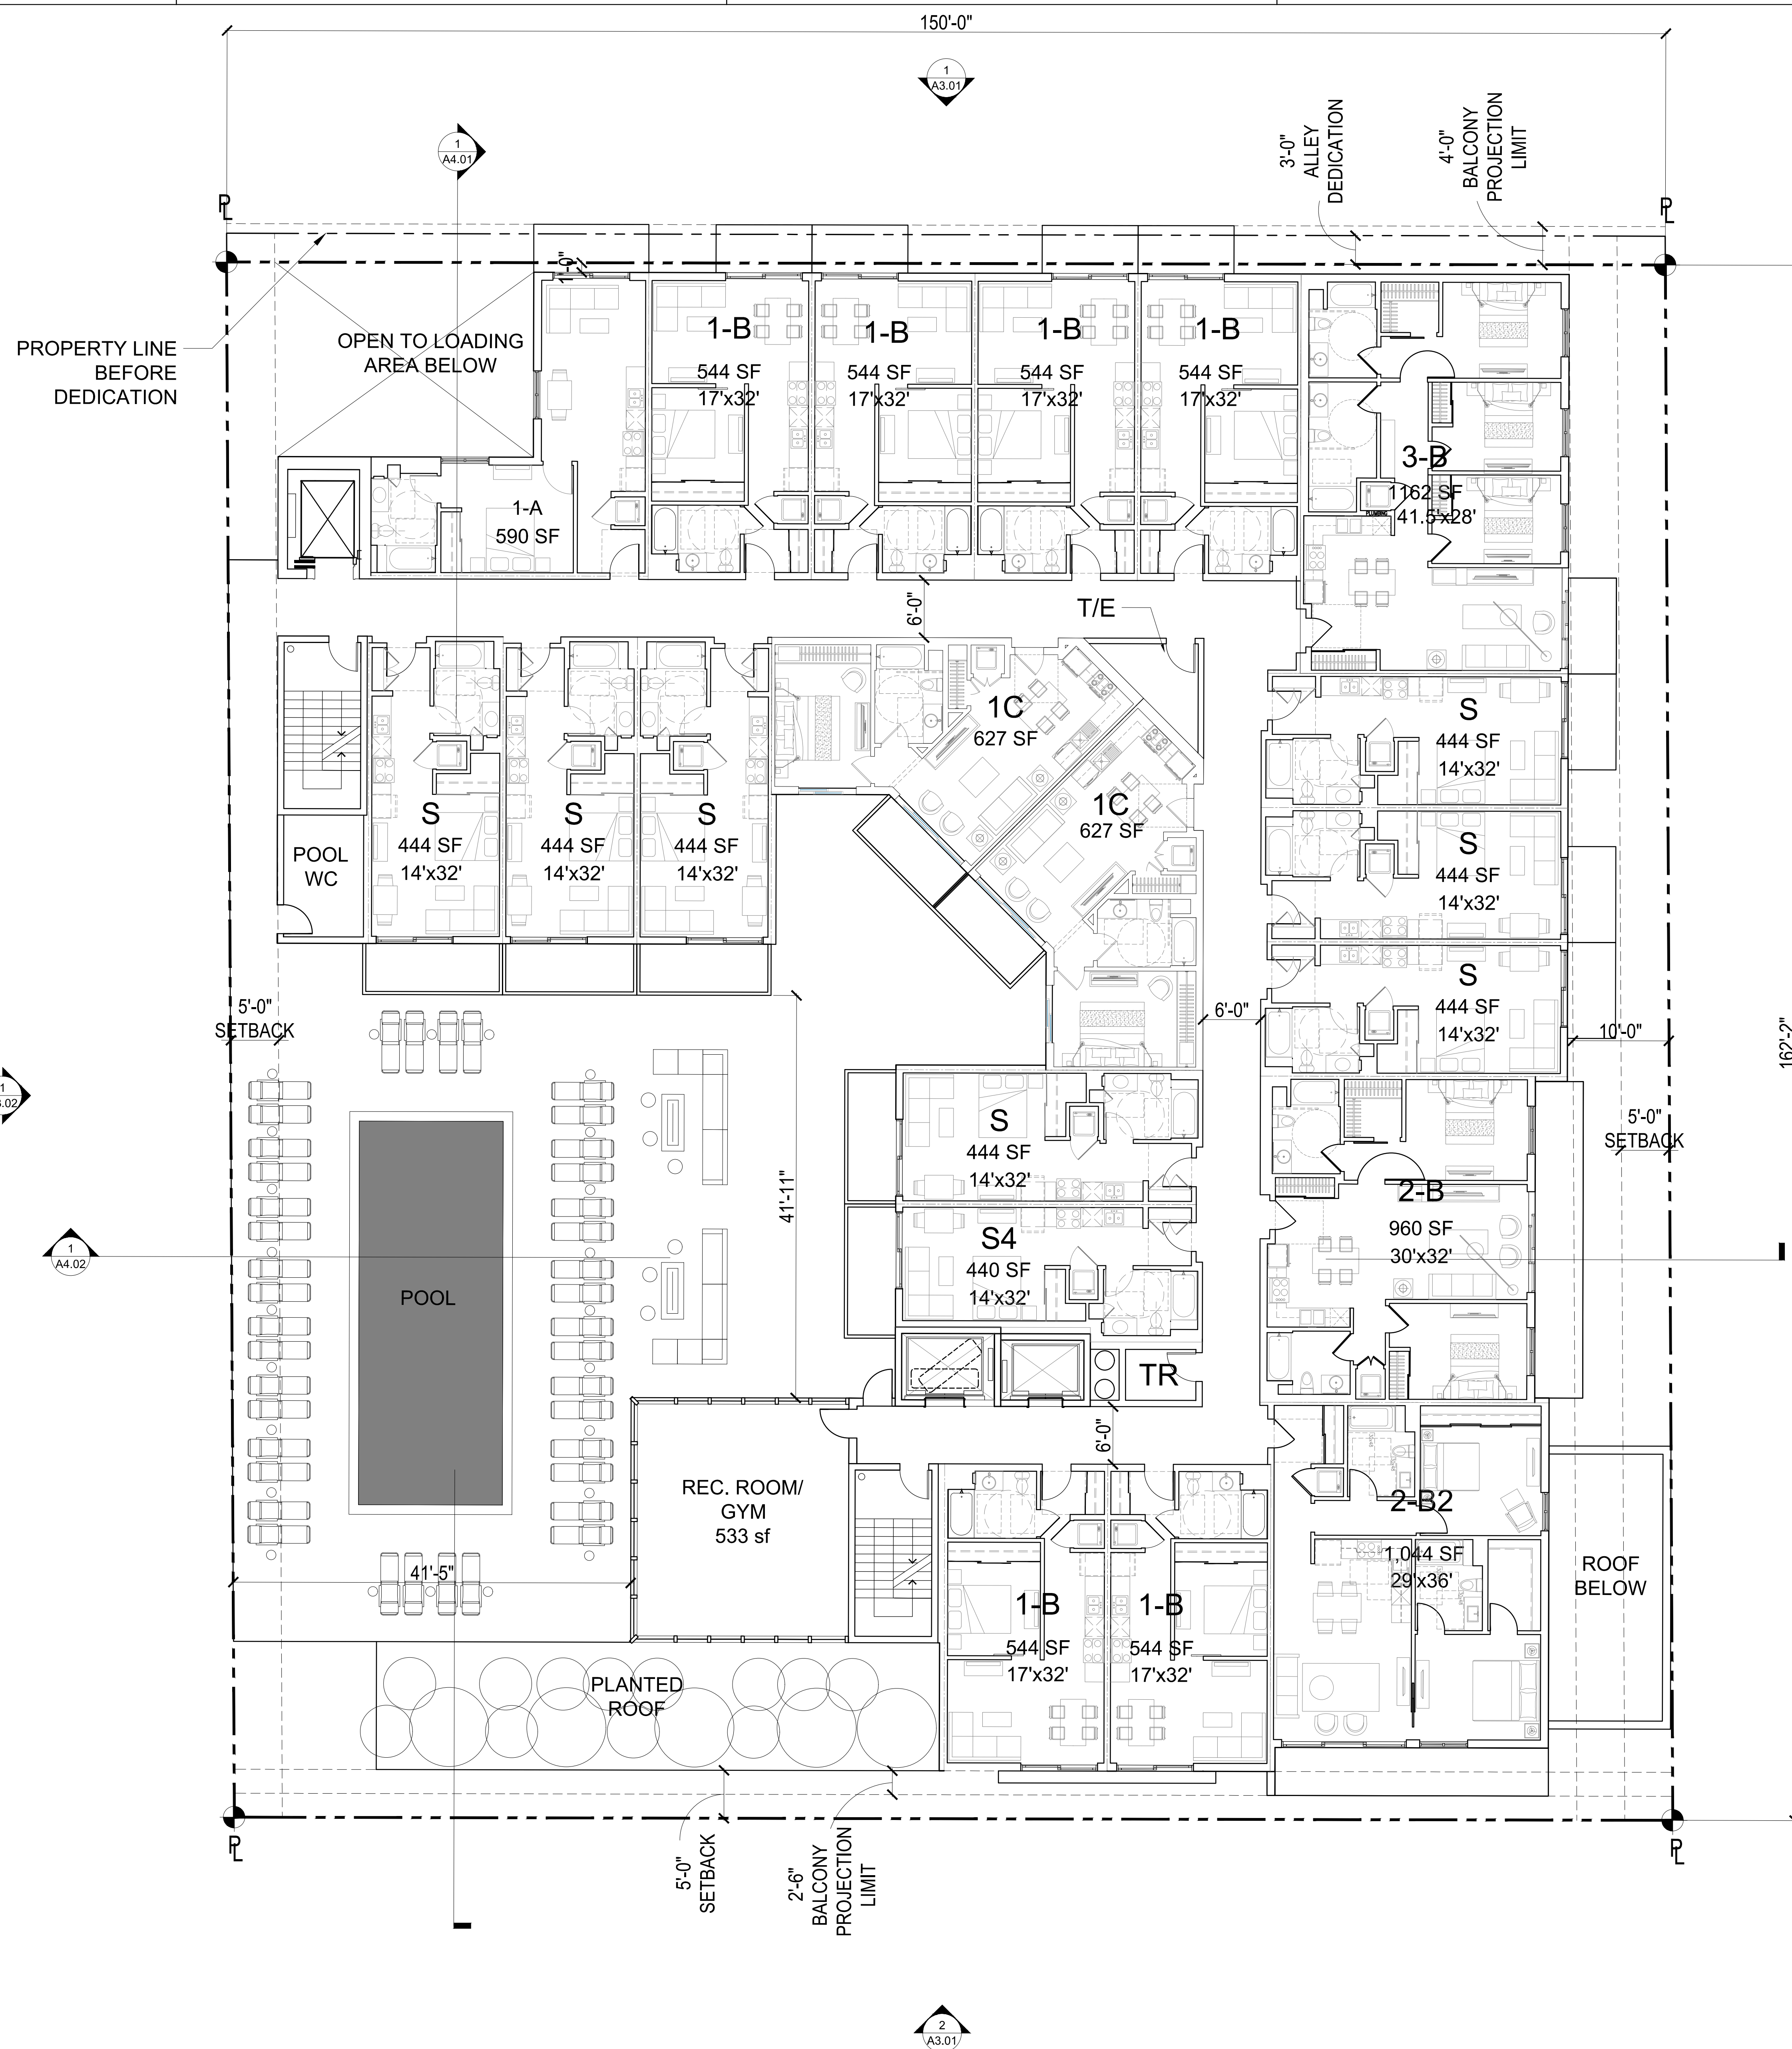 150'-0"
1
A3.01
1
A4.01
3'-0"
ALLEY
DEDICATION
4'-0"
BALCONY
PROJECTION
LIMIT
PL
PL
PROPERTY LINE
BEFORE
DEDICATION
OPEN TO LOADING
AREA BELOW
1'-0"
1-B
544 SF
17'x32'
1-B
544 SF
17'x32'
1-B
544 SF
17'x32'
1-B
544 SF
17'x32'
3-B
1162 SF
41.5'x28'
PLUMBING
1-A
590 SF
6'-0"
T/E
1C
627 SF
1C
627 SF
S
444 SF
14'x32'
S
444 SF
14'x32'
S
444 SF
14'x32'
POOL
WC
S
444 SF
14'x32'
S
444 SF
14'x32'
S
444 SF
14'x32'
5'-0"
SETBACK
6'-0"
10'-0"
162'-2"
1
5'-0"
SETBACK
S
444 SF
14'x32'
41'-11"
2-B
960 SF
30'x32'
1
A4.02
S4
440 SF
14'x32'
POOL
TR
6'-0"
REC. ROOM/
GYM
533 sf
2-B2
1,044 SF
29'x36'
ROOF
BELOW
41'-5"
1-B
544 SF
17'x32'
1-B
544 SF
17'x32'
PLANTED
ROOF
PL
PL
5'-0"
SETBACK
2'-6"
BALCONY
PROJECTION
LIMIT
2
A3.01